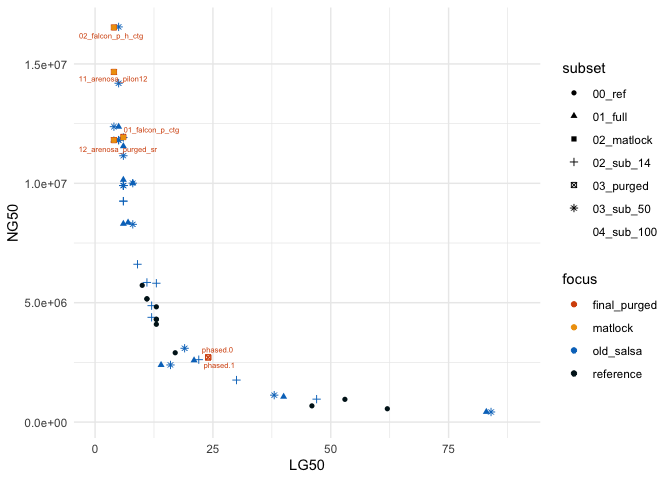 02_falcon_p_h_ctg
11_arenosa_pilon12
01_falcon_p_ctg
12_arenosa_purged_sr
phased.0
phased.1
1.5e+07
1.0e+07
5.0e+06
0.0e+00
NG50
0
25
50
75
LG50
subset
00_ref
01_full
02_matlock
02_sub_14
03_purged
03_sub_50
04_sub_100
focus
final_purged
matlock
old_salsa
reference